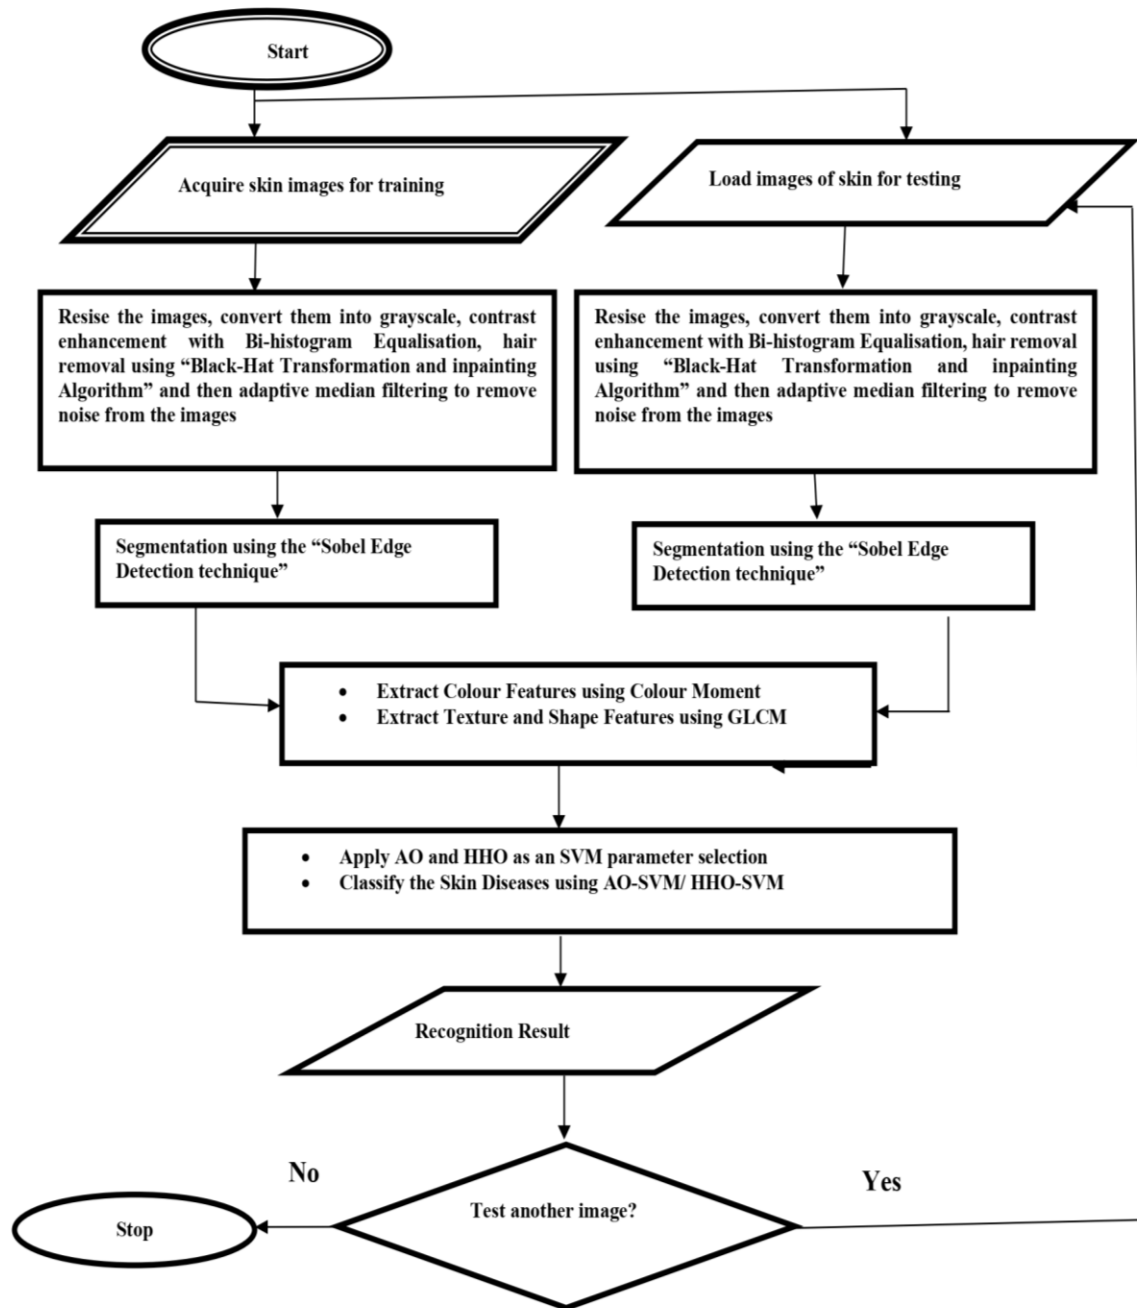 Start
Acquire skin images for training
Load images of skin for testing
Resise the images, convert them into grayscale, contrast
enhancement with Bi-histogram Equalisation, hair
removal using “Black-Hat Transformation and inpainting
Algorithm” and then adaptive median filtering to remove
noise from the images
Resise the images, convert them into grayscale, contrast
enhancement with Bi-histogram Equalisation, hair removal
using “Black-Hat Transformation and inpainting
Algorithm” and then adaptive median filtering to remove
noise from the images
Segmentation using the “Sobel Edge
Detection technique”
Segmentation using the “Sobel Edge
Detection technique”
• Extract Colour Features using Colour Moment
• Extract Texture and Shape Features using GLCM
• Apply AO and HHO as an SVM parameter selection
• Classify the Skin Diseases using AO-SVM/ HHO-SVM
Recognition Result
No
Yes
Test another image?
Stop